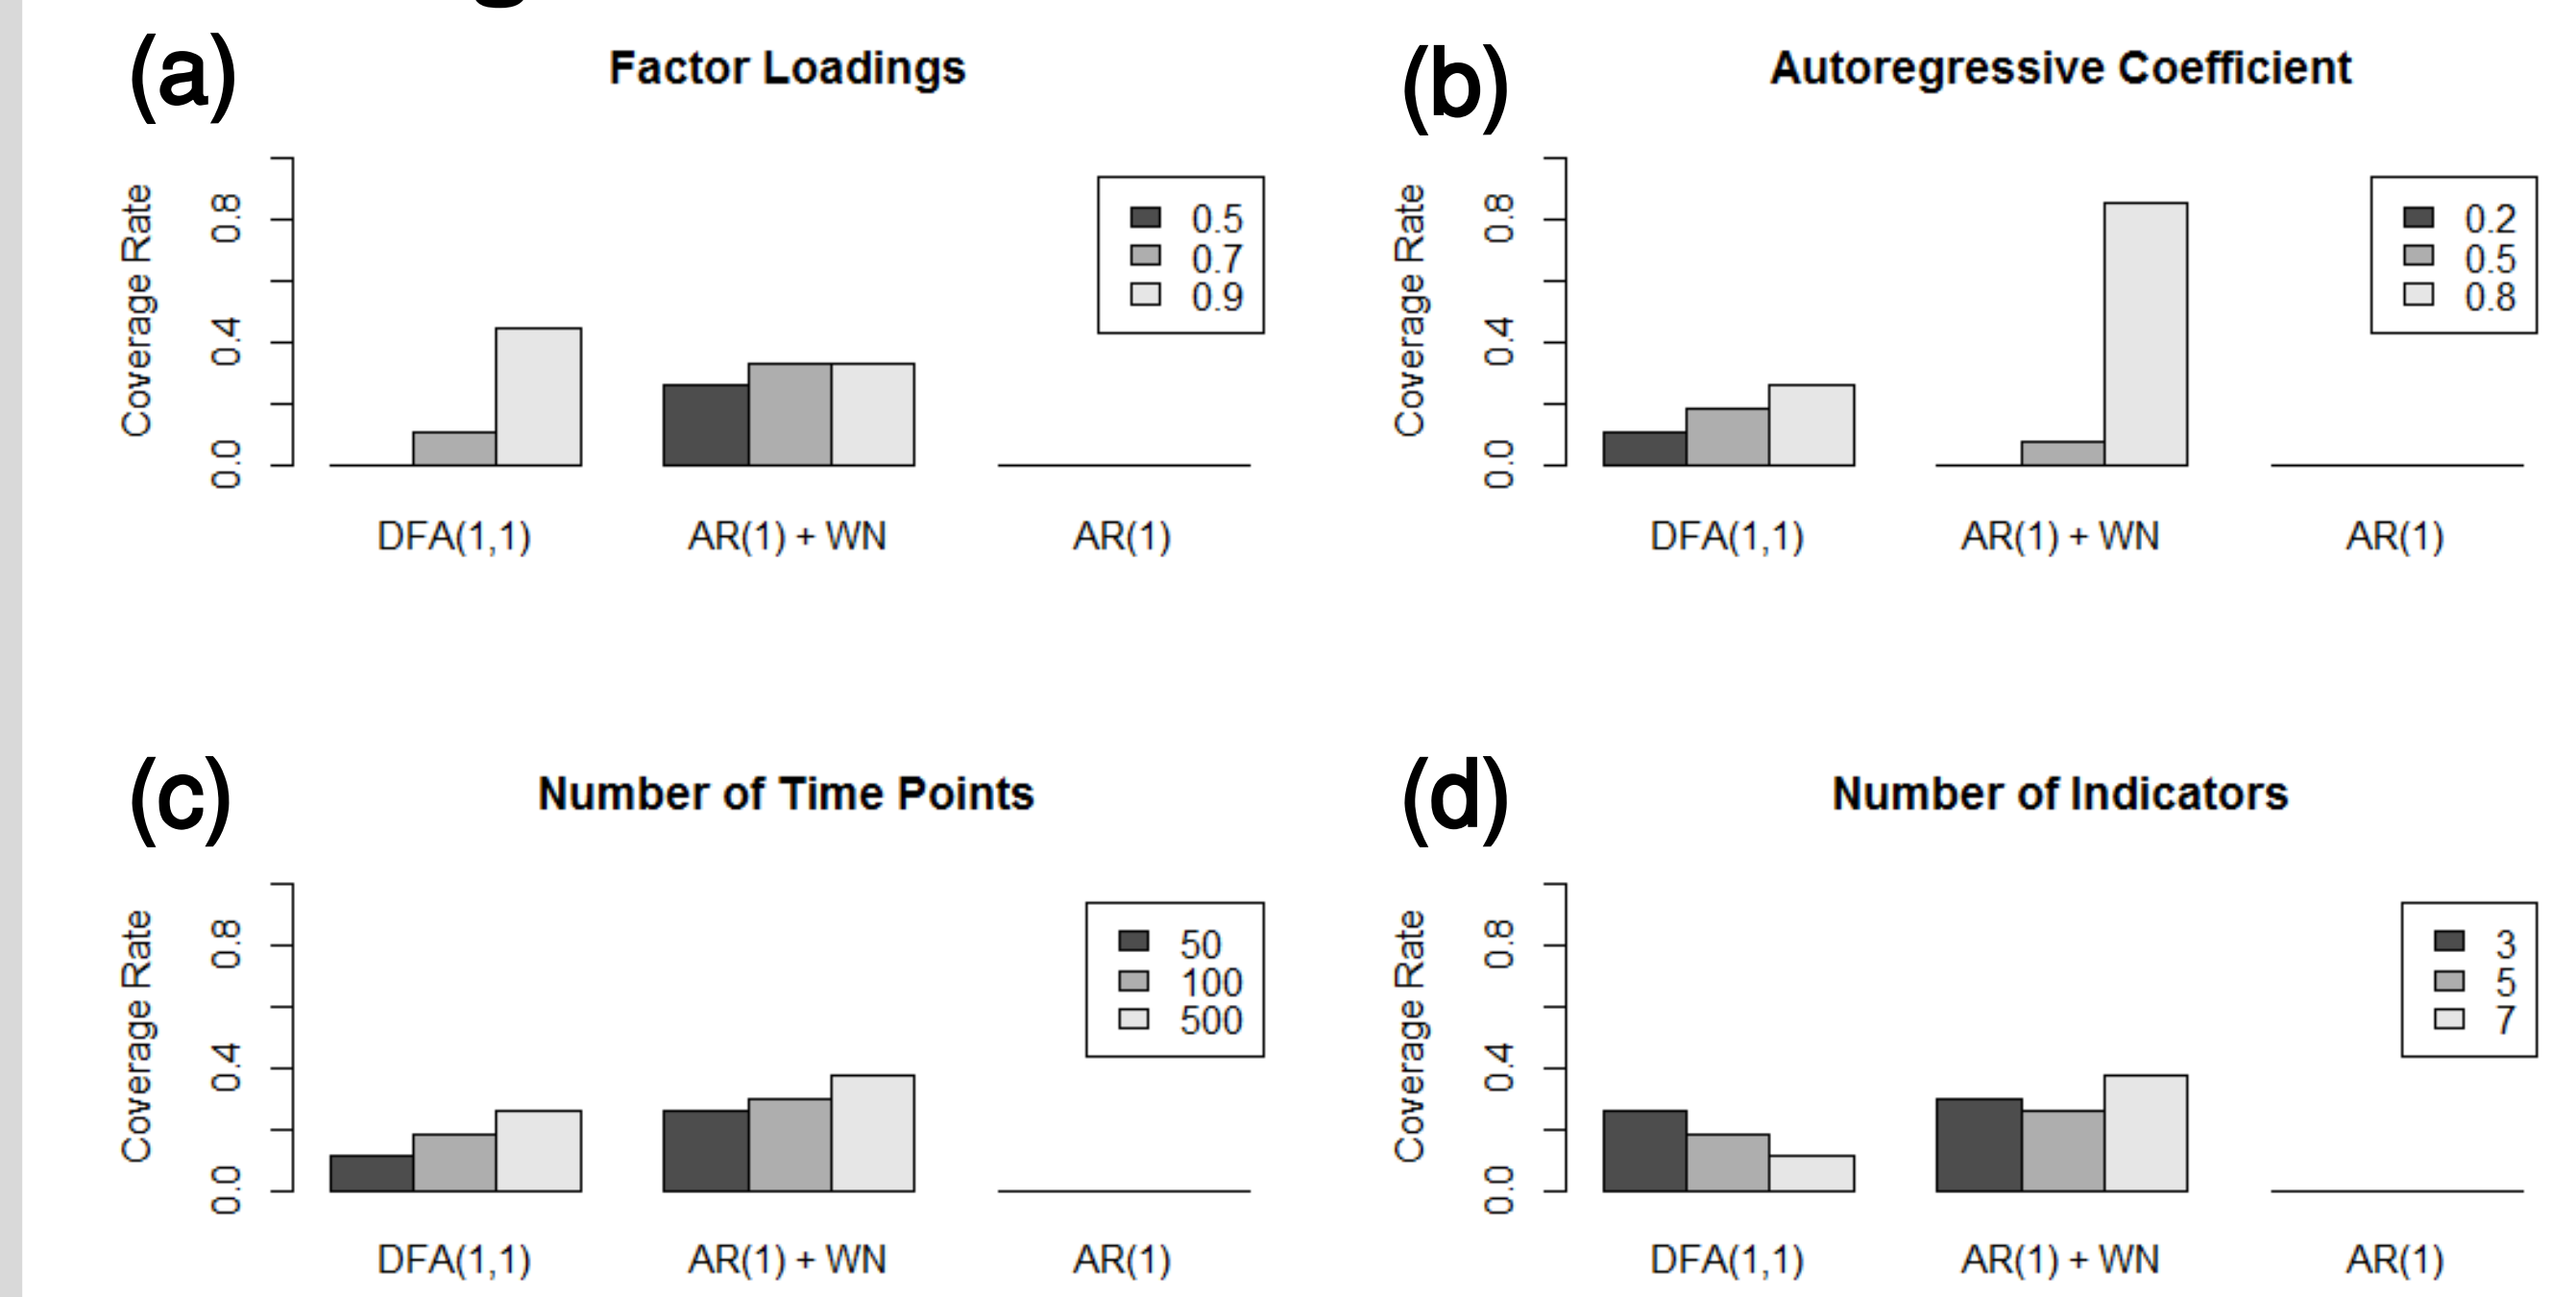 (a)
Factor Loadings
Coverage Rate
0.0 0.4 0.8
0.5
0.7
0.9
DFA(1,1) AR(1) + WN AR(1)
(b)
Autoregressive Coefficient
Coverage Rate
0.0 0.4 0.8
0.2
0.5
0.8
DFA(1,1) AR(1) + WN AR(1)
(c)
Number of Time Points
Coverage Rate
0.0 0.4 0.8
50
100
500
DFA(1,1) AR(1) + WN AR(1)
(d)
Number of Indicators
Coverage Rate
0.0 0.4 0.8
3
5
7
DFA(1,1) AR(1) + WN AR(1)